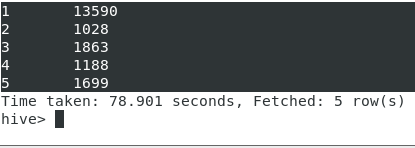 1 13590
2 1028
3 1863
4 1188
5 1699
Time taken: 78.901 seconds, Fetched: 5 row(s)
hive>